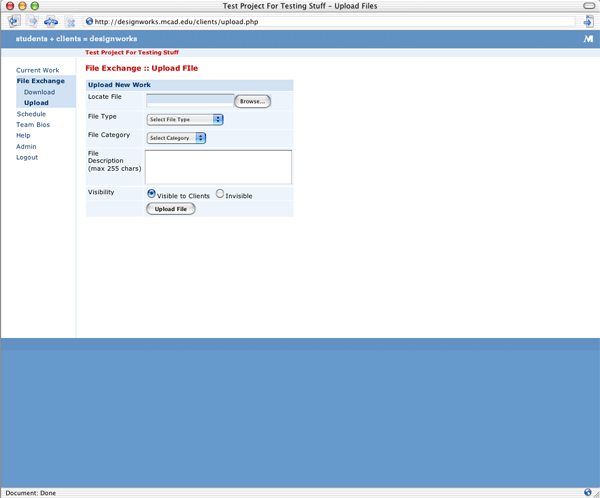 Test Project For Testing Stuff – Upload Files
http://designworks.mcad.edu/clients/upload.php
students + clients = designworks
M
Test Project For Testing Stuff
Current Work
File Exchange
Download
Upload
Schedule
Team Bios
Help
Admin
Logout
File Exchange :: Upload FIle
Upload New Work
Locate File
Browse...
File Type
Select File Type
File Category
Select Category
File
Description
(max 255 chars)
Visibility
Visible to Clients
Invisible
Upload File
Document: Done